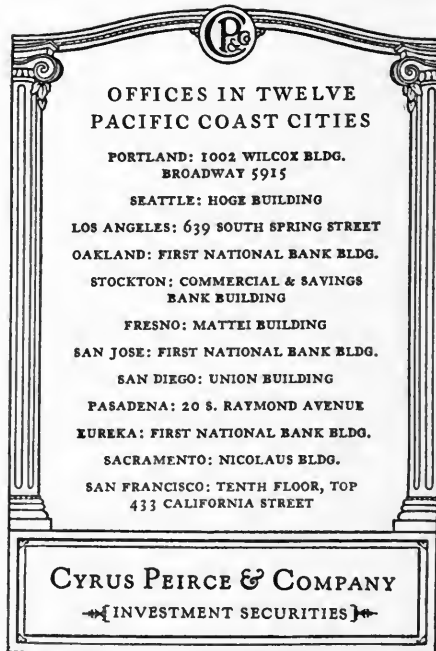 CP&Co
OFFICES IN TWELVE
PACIFIC COAST CITIES
PORTLAND: 1002 WILCOX BLDG.
BROADWAY 5915
SEATTLE: HOGE BUILDING
LOS ANGELES: 639 SOUTH SPRING STREET
OAKLAND: FIRST NATIONAL BANK BLDG.
STOCKTON: COMMERCIAL & SAVINGS
BANK BUILDING
FRESNO: MATTEI BUILDING
SAN JOSE: FIRST NATIONAL BANK BLDG.
SAN DIEGO: UNION BUILDING
PASADENA: 20 S. RAYMOND AVENUE
EUREKA: FIRST NATIONAL BANK BLDG.
SACRAMENTO: NICOLAUS BLDG.
SAN FRANCISCO: TENTH FLOOR, TOP
433 CALIFORNIA STREET
CYRUS PEIRCE & COMPANY
[INVESTMENT SECURITIES]